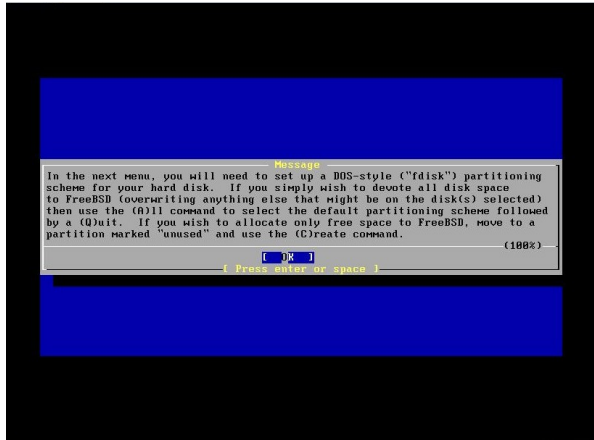 Message
In the next menu, you will need to set up a DOS-style ("fdisk") partitioning
scheme for your hard disk.  If you simply wish to devote all disk space
to FreeBSD (overwriting anything else that might be on the disk(s) selected)
then use the (A)ll command to select the default partitioning scheme followed
by a (Q)uit.  If you wish to allocate only free space to FreeBSD, move to a
partition marked "unused" and use the (C)reate command.
(100%)
[  OK  ]
[ Press enter or space ]